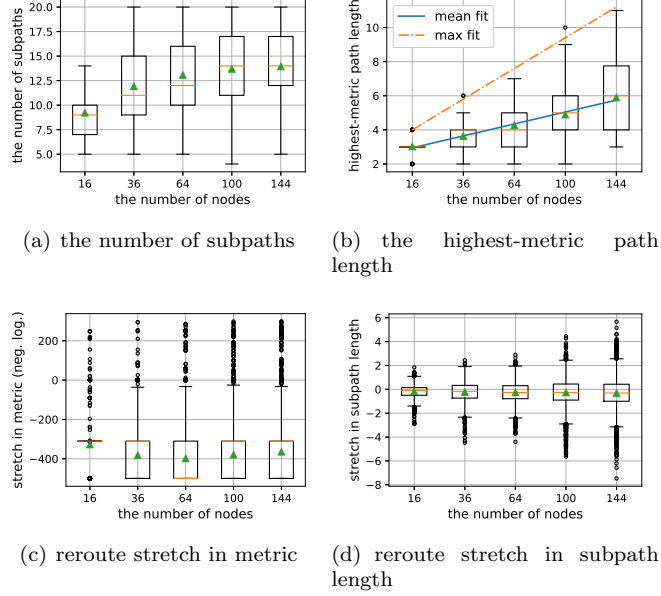 the number of subpaths
20.0
17.5
15.0
12.5
10.0
7.5
5.0
16 36 64 100 144
the number of nodes
(a) the number of subpaths
highest-metric path length
mean fit
max fit
10
8
6
4
2
16 36 64 100 144
the number of nodes
(b) the highest-metric path
length
stretch in metric (neg. log.)
200
0
−200
−400
16 36 64 100 144
the number of nodes
(c) reroute stretch in metric
stretch in subpath length
6
4
2
0
−2
−4
−6
−8
16 36 64 100 144
the number of nodes
(d) reroute stretch in subpath
length